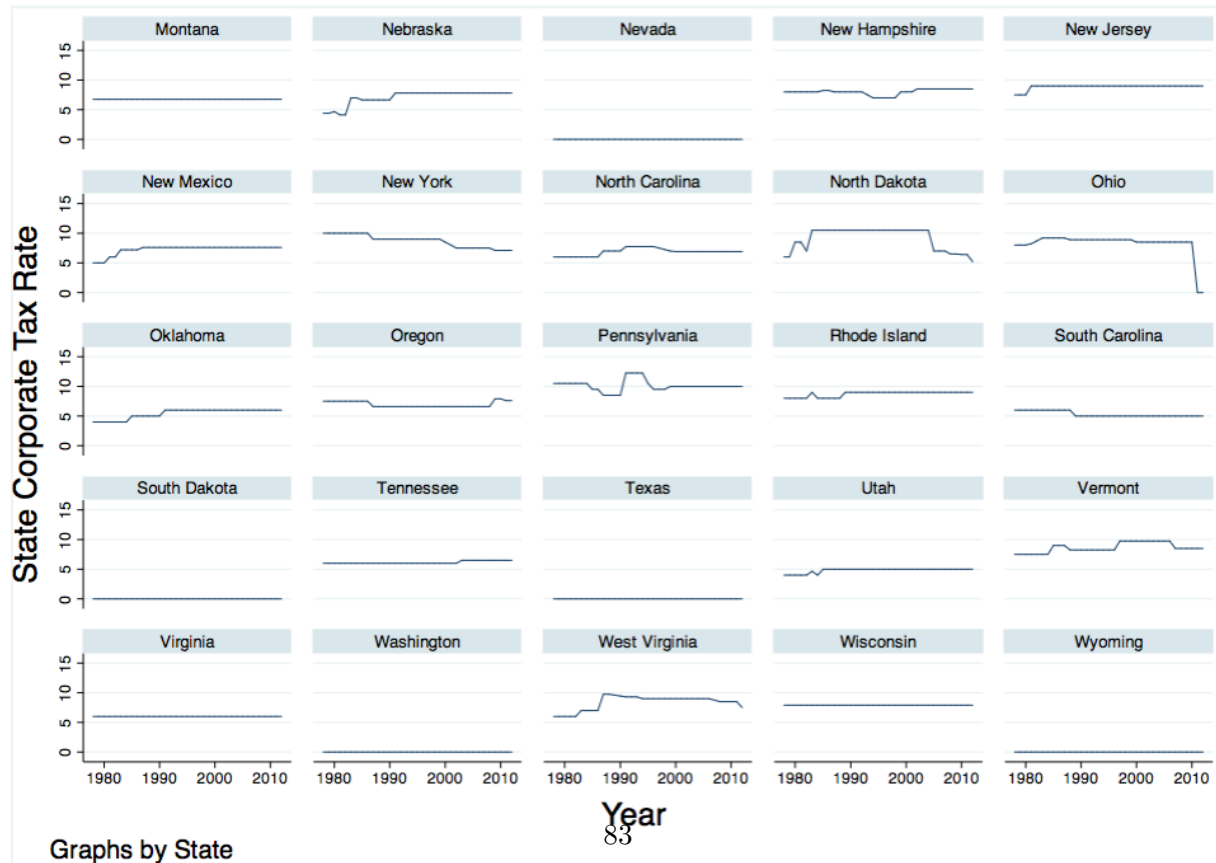 Montana Nebraska Nevada New Hampshire New Jersey
15
10
5
0
New Mexico New York North Carolina North Dakota Ohio
15
10
5
0
Oklahoma Oregon Pennsylvania Rhode Island South Carolina
15
10
5
0
South Dakota Tennessee Texas Utah Vermont
15
10
5
0
Virginia Washington West Virginia Wisconsin Wyoming
15
10
5
0
1980 1990 2000 2010 1980 1990 2000 2010 1980 1990 2000 2010 1980 1990 2000 2010 1980 1990 2000 2010
State Corporate Tax Rate
Year
83
Graphs by State